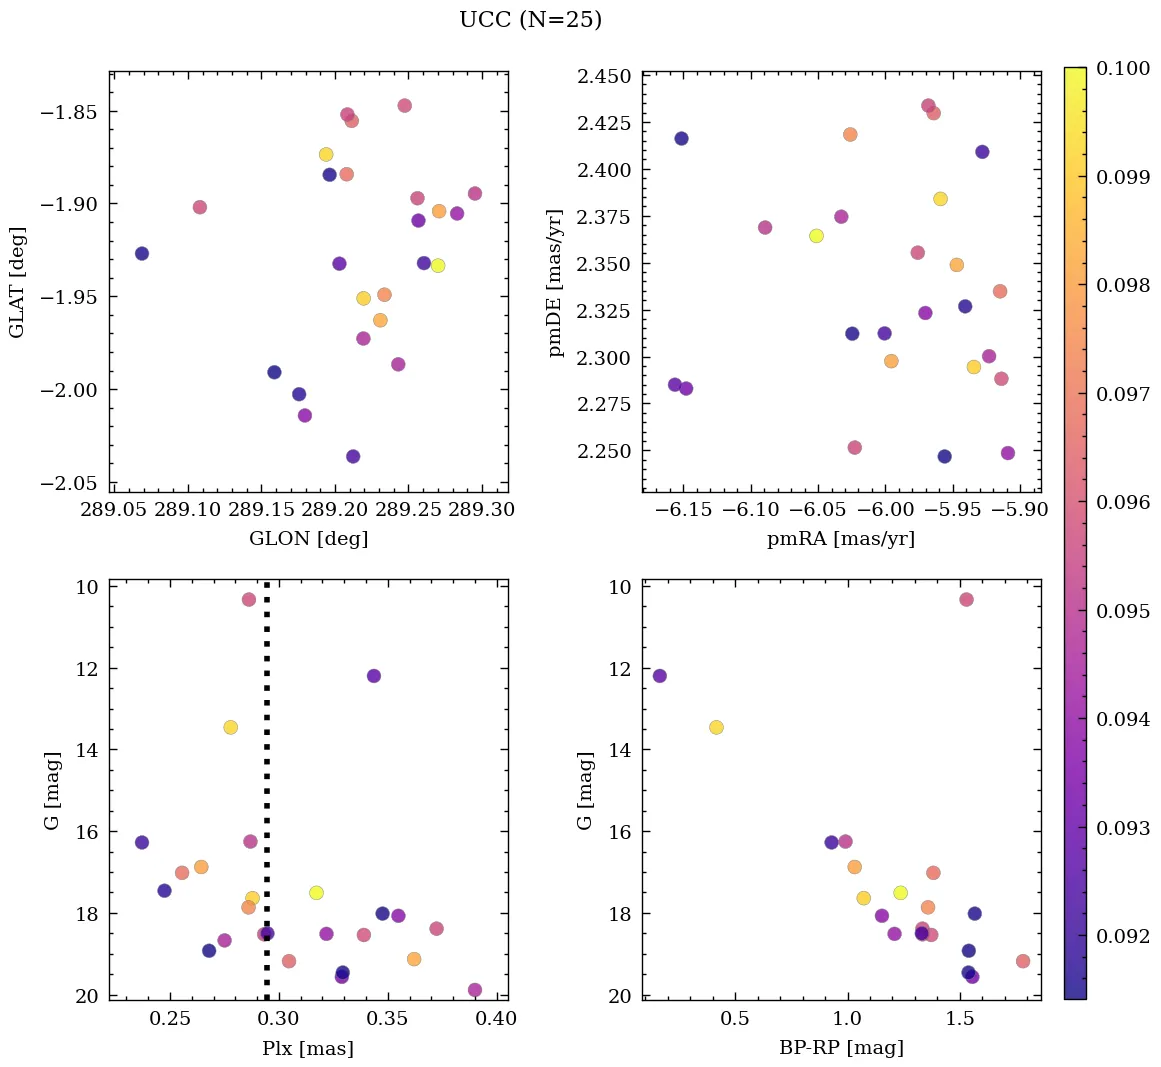 UCC (N=25)
−1.85
−1.90
−1.95
−2.00
−2.05
GLAT [deg]
289.05 289.10 289.15 289.20 289.25 289.30
GLON [deg]
2.450
2.425
2.400
2.375
2.350
2.325
2.300
2.275
2.250
pmDE [mas/yr]
−6.15 −6.10 −6.05 −6.00 −5.95 −5.90
pmRA [mas/yr]
10
12
14
16
18
20
G [mag]
0.25 0.30 0.35 0.40
Plx [mas]
10
12
14
16
18
20
G [mag]
0.5 1.0 1.5
BP-RP [mag]
0.100
0.099
0.098
0.097
0.096
0.095
0.094
0.093
0.092